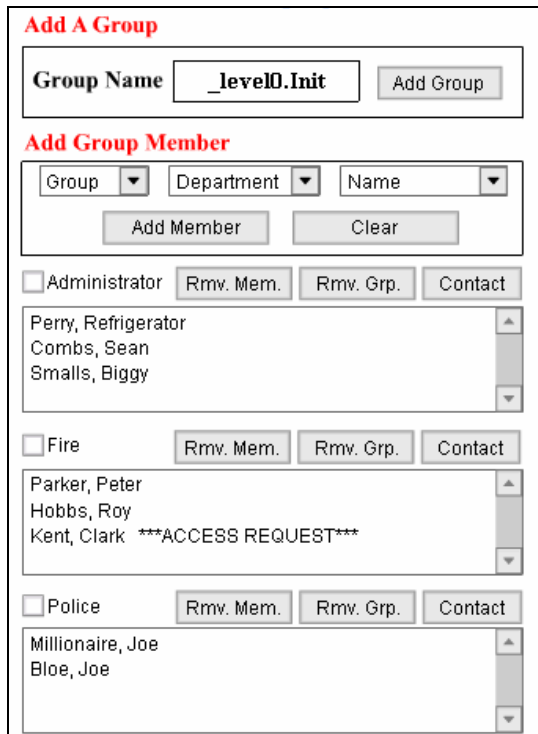 Add A Group
Group Name _level0.Init Add Group
Add Group Member
Group Department Name
Add Member Clear
Administrator Rmv. Mem. Rmv. Grp. Contact
Perry, Refrigerator
Combs, Sean
Smalls, Biggy
Fire Rmv. Mem. Rmv. Grp. Contact
Parker, Peter
Hobbs, Roy
Kent, Clark ***ACCESS REQUEST***
Police Rmv. Mem. Rmv. Grp. Contact
Millionaire, Joe
Bloe, Joe